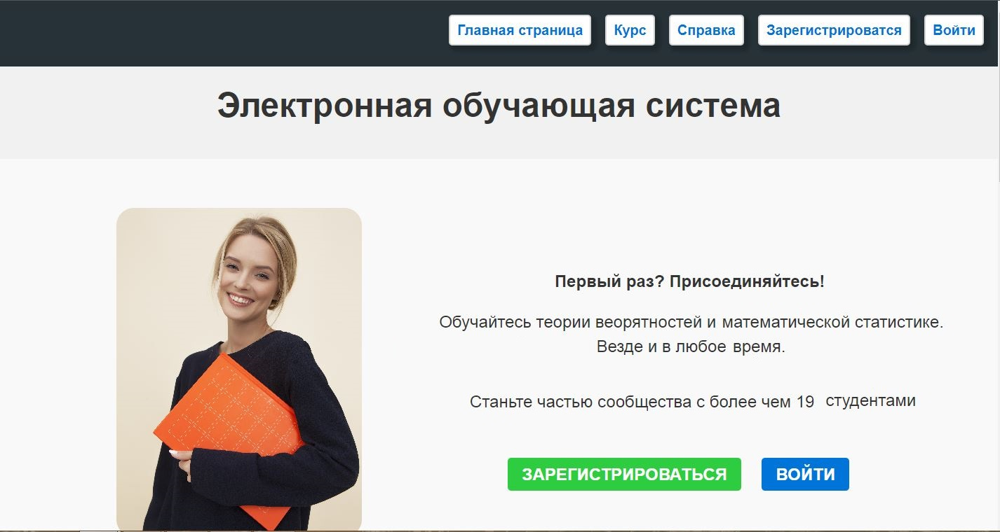 Главная страница Курс Справка Зарегистрироватся Войти
Электронная обучающая система
Первый раз? Присоединяйтесь!
Обучайтесь теории веорятностей и математической статистике.
Везде и в любое время.
Станьте частью сообщества с более чем 19 студентами
ЗАРЕГИСТРИРОВАТЬСЯ ВОЙТИ